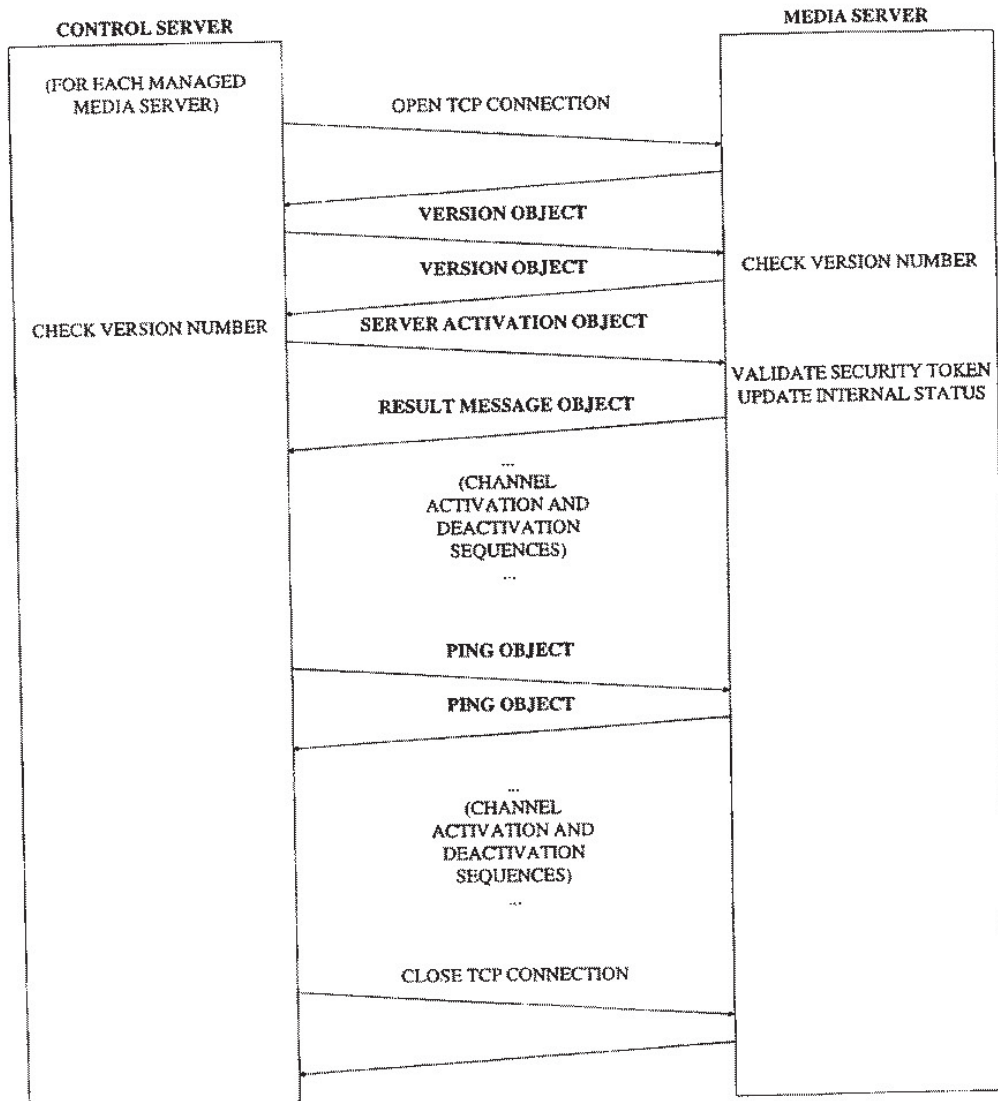 CONTROL SERVER
MEDIA SERVER
(FOR EACH MANAGED
MEDIA SERVER)
OPEN TCP CONNECTION
VERSION OBJECT
VERSION OBJECT
CHECK VERSION NUMBER
CHECK VERSION NUMBER
SERVER ACTIVATION OBJECT
VALIDATE SECURITY TOKEN
UPDATE INTERNAL STATUS
RESULT MESSAGE OBJECT
...
(CHANNEL
ACTIVATION AND
DEACTIVATION
SEQUENCES)
...
PING OBJECT
PING OBJECT
...
(CHANNEL
ACTIVATION AND
DEACTIVATION
SEQUENCES)
...
CLOSE TCP CONNECTION